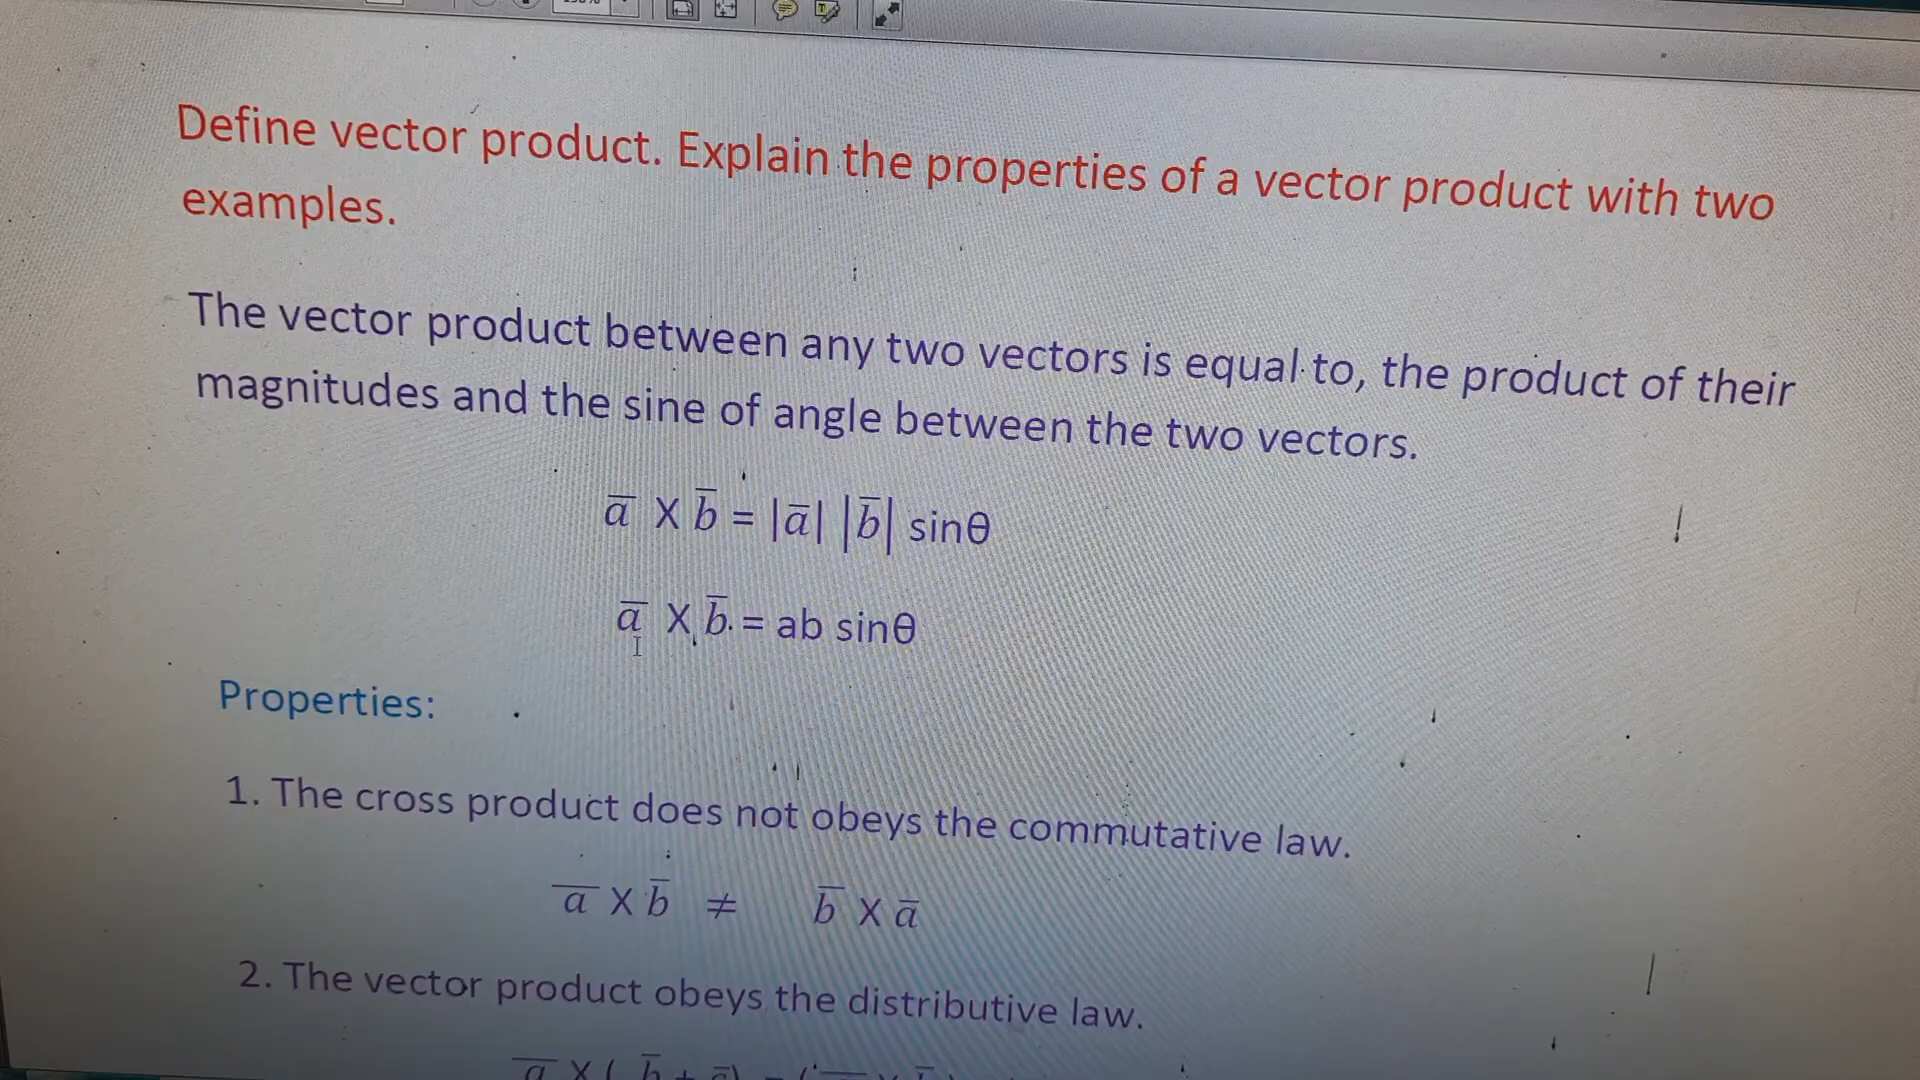 Define vector product. Explain the properties of a vector product with two
examples.
The vector product between any two vectors is equal to, the product of their
magnitudes and the sine of angle between the two vectors.
a̅ X b̅ = |a̅| |b̅| sinθ
a̅ X b̅ = ab sinθ
Properties:
1. The cross product does not obeys the commutative law.
a̅ X b̅ ≠ b̅ X a̅
2. The vector product obeys the distributive law.